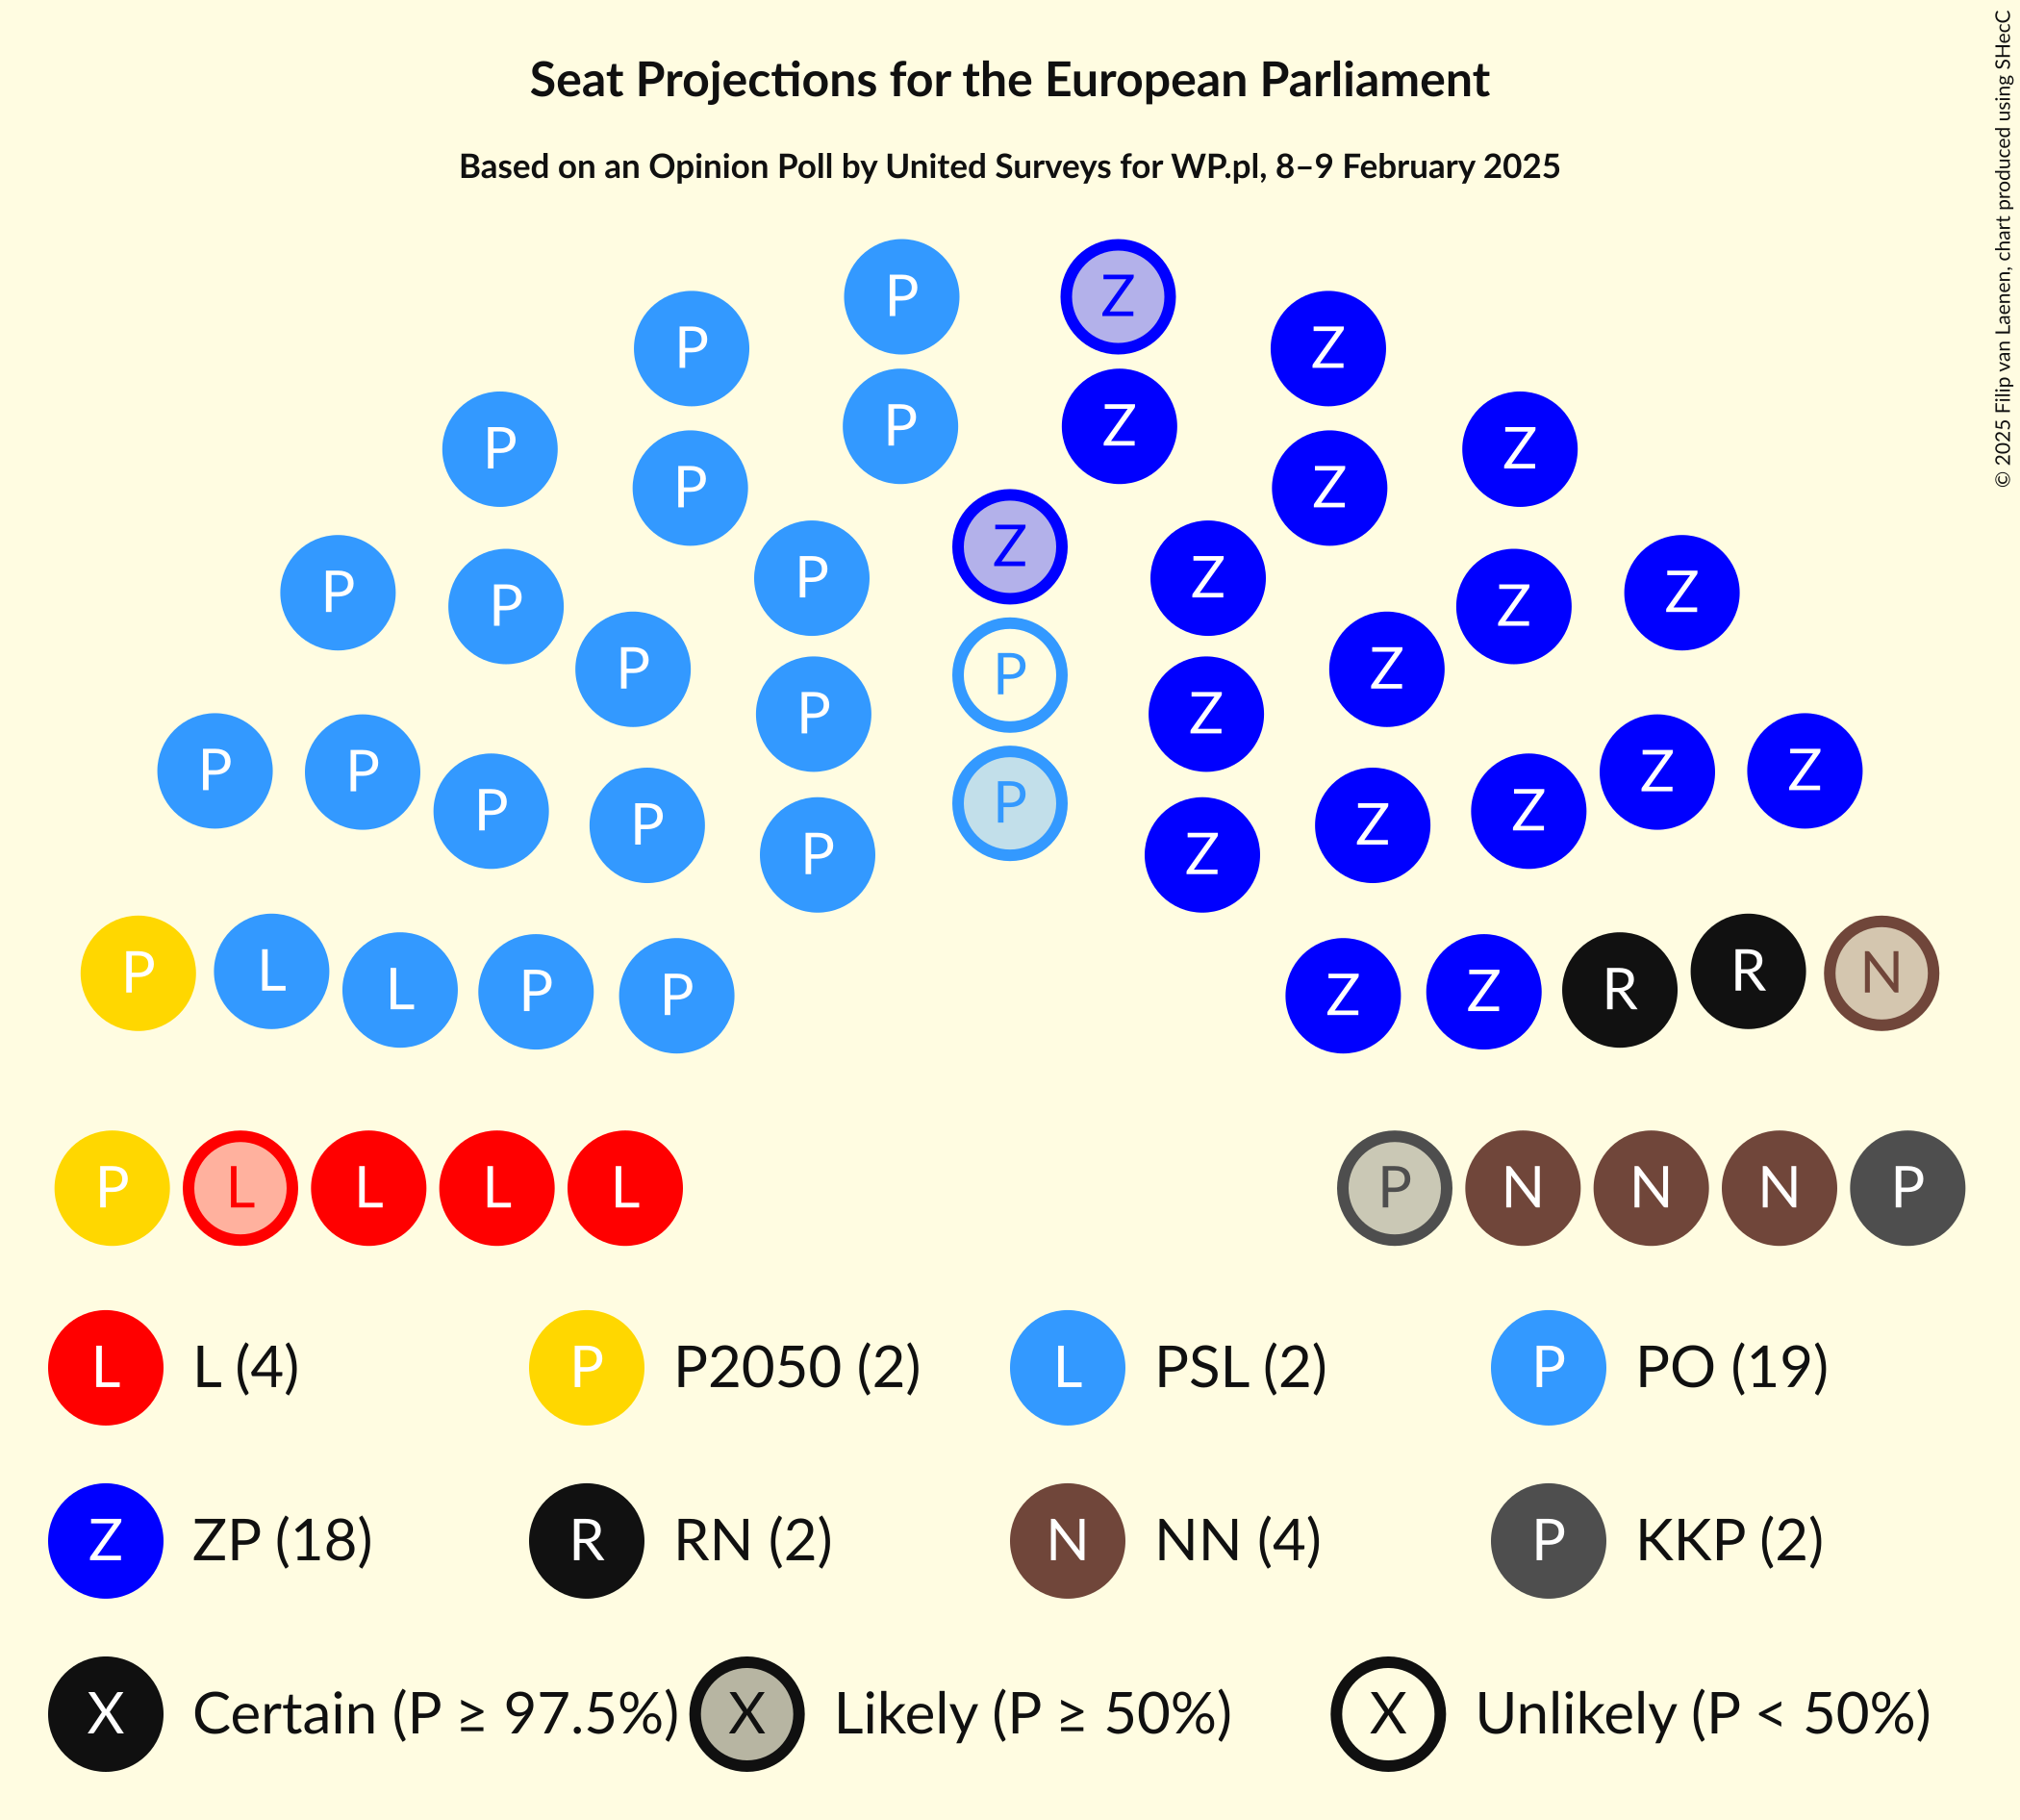 Seat Projections for the European Parliament
Based on an Opinion Poll by United Surveys for WP.pl, 8–9 February 2025
© 2025 Filip van Laenen, chart produced using SHecC
P Z
P Z
P Z
P Z
P Z
Z
P Z
P Z
P Z
P Z
P
P Z
P Z
P P Z Z
P
P Z
P Z
P Z
P L R N
L R
P P Z Z
P L L L L P N N N P
L L (4) P P2050 (2) L PSL (2) P PO (19)
Z ZP (18) R RN (2) N NN (4) P KKP (2)
X Certain (P ≥ 97.5%) X Likely (P ≥ 50%) X Unlikely (P < 50%)